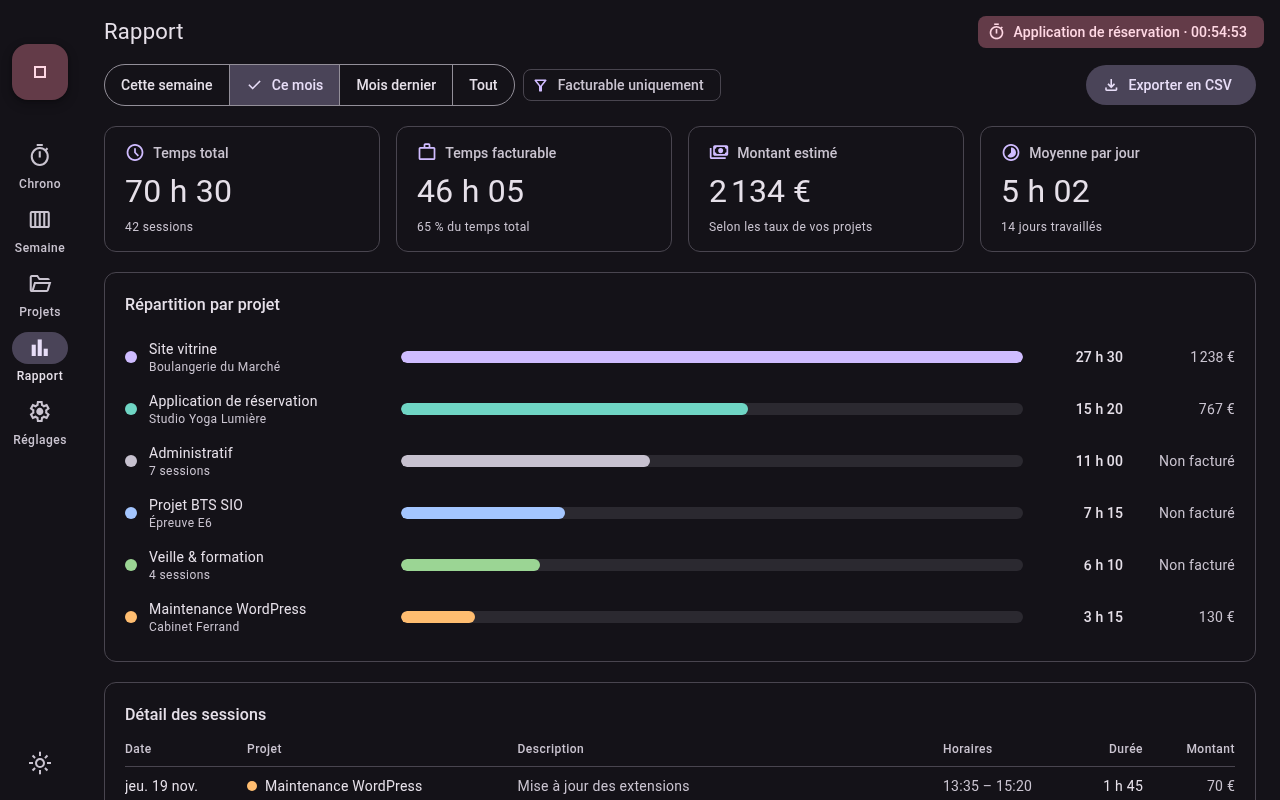 Rapport
Application de réservation · 00:54:53
Cette semaine
Ce mois
Mois dernier
Tout
Facturable uniquement
Exporter en CSV
Chrono
Semaine
Projets
Rapport
Réglages
Temps total
70 h 30
42 sessions
Temps facturable
46 h 05
65 % du temps total
Montant estimé
2 134 €
Selon les taux de vos projets
Moyenne par jour
5 h 02
14 jours travaillés
Répartition par projet
Site vitrine
Boulangerie du Marché
27 h 30
1 238 €
Application de réservation
Studio Yoga Lumière
15 h 20
767 €
Administratif
7 sessions
11 h 00
Non facturé
Projet BTS SIO
Épreuve E6
7 h 15
Non facturé
Veille & formation
4 sessions
6 h 10
Non facturé
Maintenance WordPress
Cabinet Ferrand
3 h 15
130 €
Détail des sessions
Date Projet Description Horaires Durée Montant
jeu. 19 nov. Maintenance WordPress Mise à jour des extensions 13:35 – 15:20 1 h 45 70 €